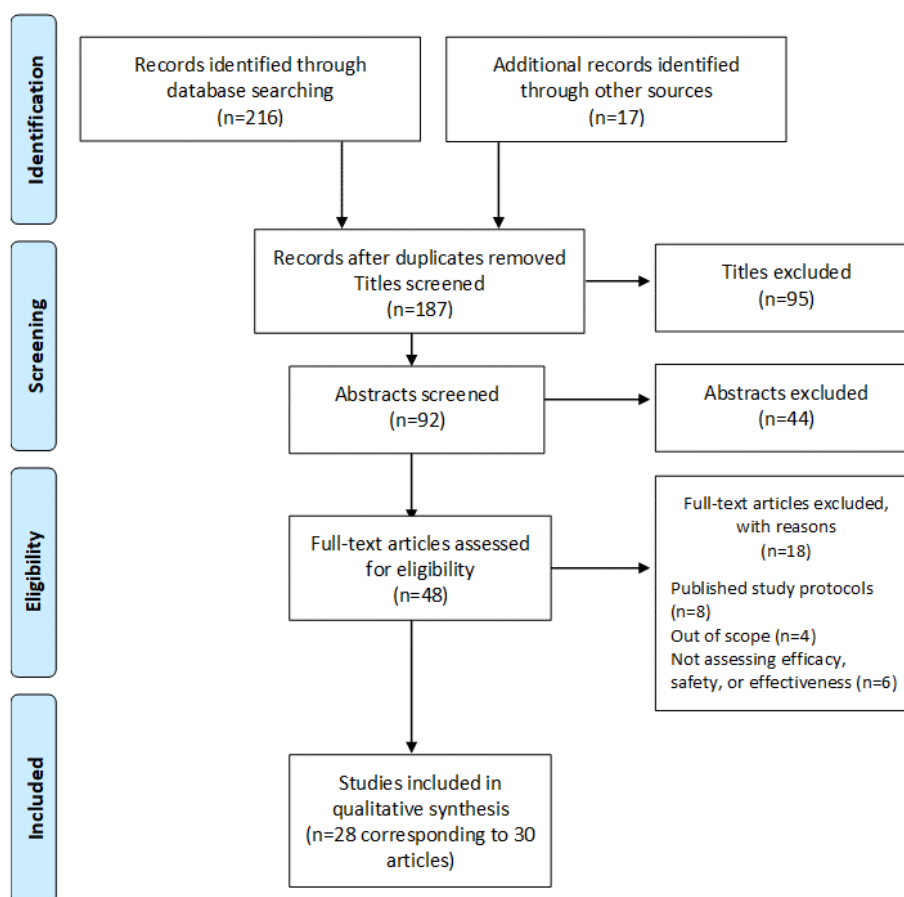 Identification
Records identified through
database searching
(n=216)
Additional records identified
through other sources
(n=17)
Screening
Records after duplicates removed
Titles screened
(n=187)
Titles excluded
(n=95)
Abstracts screened
(n=92)
Abstracts excluded
(n=44)
Eligibility
Full-text articles assessed
for eligibility
(n=48)
Full-text articles excluded,
with reasons
(n=18)
Published study protocols
(n=8)
Out of scope (n=4)
Not assessing efficacy,
safety, or effectiveness (n=6)
Included
Studies included in
qualitative synthesis
(n=28 corresponding to 30
articles)